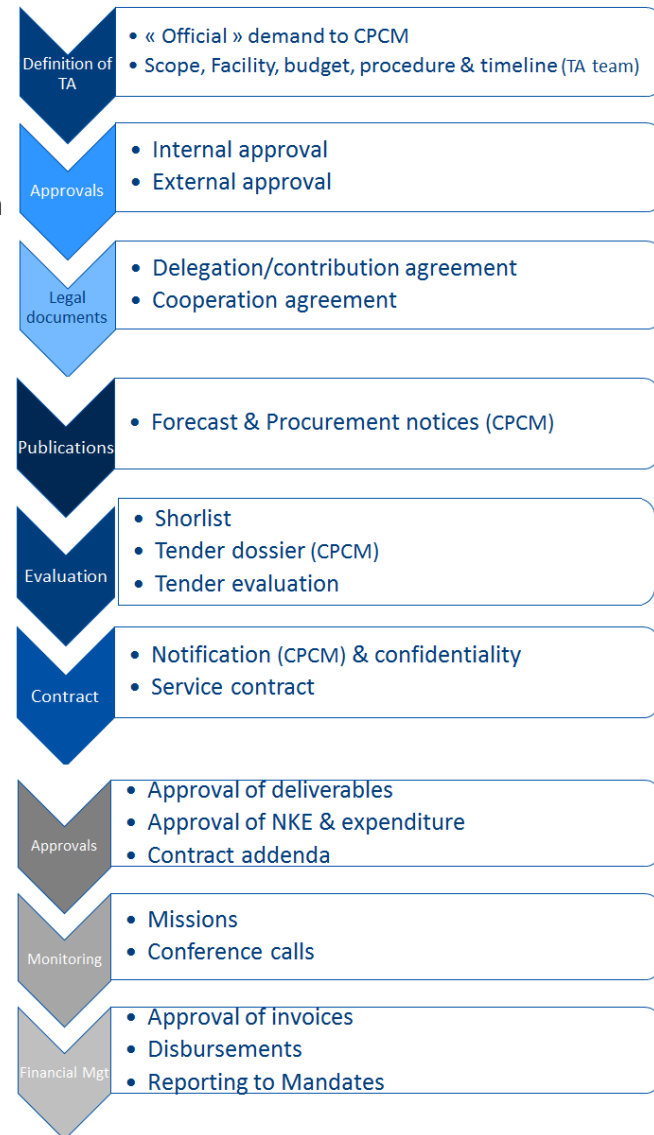 Definition of
TA
• « Official » demand to CPCM
• Scope, Facility, budget, procedure & timeline (TA team)
Approvals
• Internal approval
• External approval
Legal
documents
• Delegation/contribution agreement
• Cooperation agreement
Publications
• Forecast & Procurement notices (CPCM)
Evaluation
• Shorlist
• Tender dossier (CPCM)
• Tender evaluation
Contract
• Notification (CPCM) & confidentiality
• Service contract
Approvals
• Approval of deliverables
• Approval of NKE & expenditure
• Contract addenda
Monitoring
• Missions
• Conference calls
Financial Mgt
• Approval of invoices
• Disbursements
• Reporting to Mandates